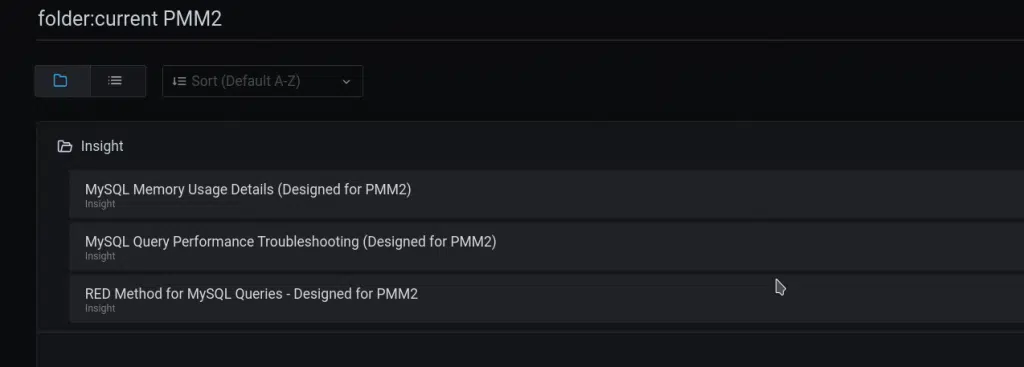 folder:current PMM2
Sort (Default A-Z)
Insight
MySQL Memory Usage Details (Designed for PMM2)
Insight
MySQL Query Performance Troubleshooting (Designed for PMM2)
Insight
RED Method for MySQL Queries - Designed for PMM2
Insight